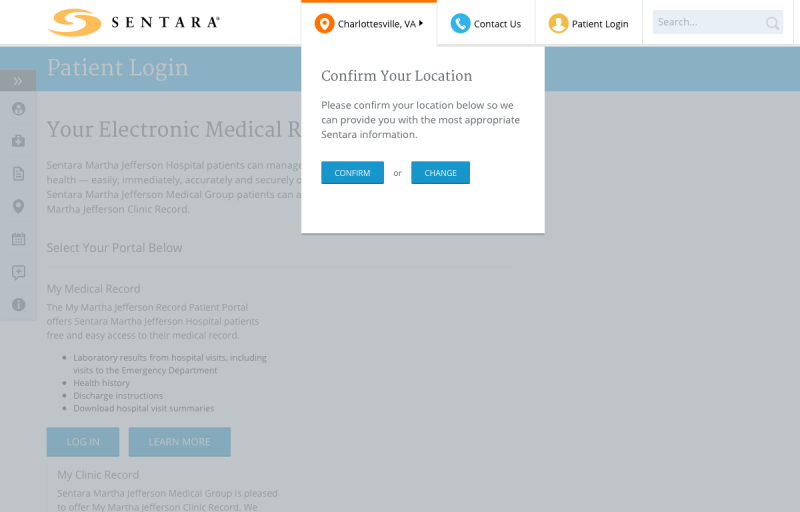 SENTARA®
Charlottesville, VA
Contact Us
Patient Login
Search...
Patient Login
Confirm Your Location
Please confirm your location below so we
can provide you with the most appropriate
Sentara information.
CONFIRM or CHANGE
Your Electronic Medical R
Sentara Martha Jefferson Hospital patients can manage
health — easily, immediately, accurately and securely o
Sentara Martha Jefferson Medical Group patients can a
Martha Jefferson Clinic Record.
Select Your Portal Below
My Medical Record
The My Martha Jefferson Record Patient Portal
offers Sentara Martha Jefferson Hospital patients
free and easy access to their medical record.
Laboratory results from hospital visits, including
visits to the Emergency Department
Health history
Discharge instructions
Download hospital visit summaries
LOG IN LEARN MORE
My Clinic Record
Sentara Martha Jefferson Medical Group is pleased
to offer My Martha Jefferson Clinic Record. We